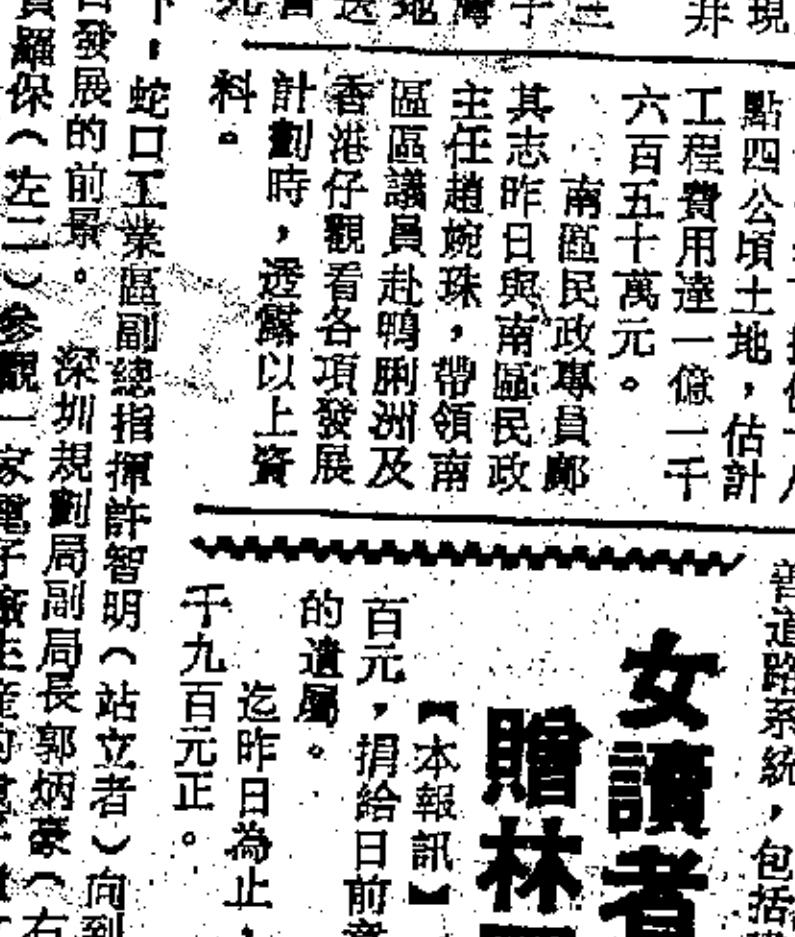 點四公頃土地，估計
工程費用達一億一千
六百五十萬元。
南區民政專員鄺
其志昨日與南區民政
主任趙婉珠，帶領南
區區議員赴鴨脷洲及
香港仔觀看各項發展
計劃時，透露以上資
料。
善道路系統，包括
女讀者
贈林
【本報訊】
百元，捐給日前
的遺屬。
迄昨日為止，
千九百元正。
蛇口工業區副總指揮許智明（站立者）向到
發展的前景。深圳規劃局副局長郭炳豪（右
羅保（左二）參觀一家電子廠生產的